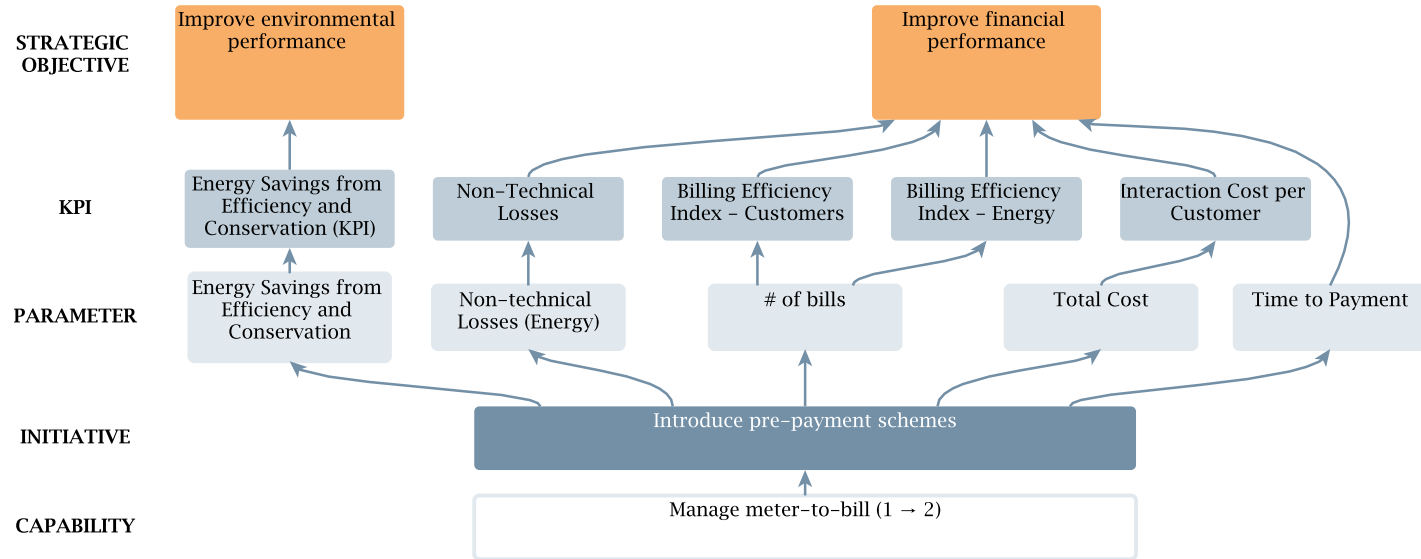 STRATEGIC
OBJECTIVE
Improve environmental
performance
Improve financial
performance
KPI
Energy Savings from
Efficiency and
Conservation (KPI)
Non-Technical
Losses
Billing Efficiency
Index - Customers
Billing Efficiency
Index - Energy
Interaction Cost per
Customer
PARAMETER
Energy Savings from
Efficiency and
Conservation
Non-technical
Losses (Energy)
# of bills
Total Cost
Time to Payment
INITIATIVE
Introduce pre-payment schemes
CAPABILITY
Manage meter-to-bill (1 → 2)